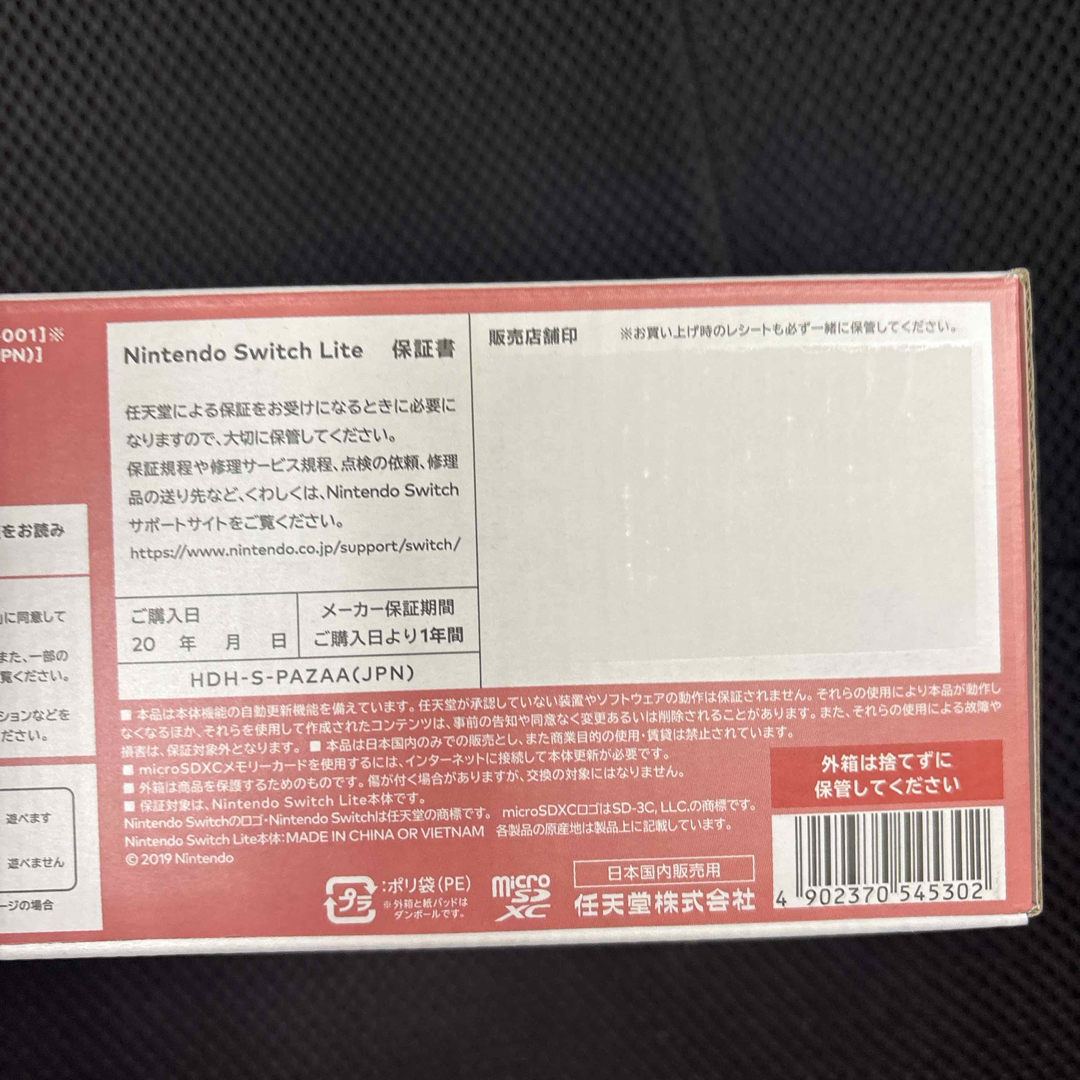 -001]※
PN)]
をお読み
に同意して
また、一部の
覧ください。
ションなどを
ださい。
遊べます
遊べません
ージの場合
Nintendo Switch Lite 保証書
任天堂による保証をお受けになるときに必要に
なりますので、大切に保管してください。
保証規程や修理サービス規程、点検の依頼、修理
品の送り先など、くわしくは、Nintendo Switch
サポートサイトをご覧ください。
https://www.nintendo.co.jp/support/switch/
ご購入日
20 年 月 日
メーカー保証期間
ご購入日より1年間
HDH-S-PAZAA(JPN)
販売店舗印 ※お買い上げ時のレシートも必ず一緒に保管してください。
■ 本品は本体機能の自動更新機能を備えています。任天堂が承認していない装置やソフトウェアの動作は保証されません。それらの使用により本品が動作し
なくなるほか、それらを使用して作成されたコンテンツは、事前の告知や同意なく変更あるいは削除されることがあります。また、それらの使用による故障や
損害は、保証対象外となります。 ■ 本品は日本国内のみでの販売とし、また商業目的の使用・賃貸は禁止されています。
■ microSDXCメモリーカードを使用するには、インターネットに接続して本体更新が必要です。
■ 外箱は商品を保護するためのものです。傷が付く場合がありますが、交換の対象にはなりません。
■ 保証対象は、Nintendo Switch Lite本体です。
Nintendo Switchのロゴ・Nintendo Switchは任天堂の商標です。 microSDXCロゴはSD-3C, LLC.の商標です。
Nintendo Switch Lite本体：MADE IN CHINA OR VIETNAM 各製品の原産地は製品上に記載しています。
© 2019 Nintendo
外箱は捨てずに
保管してください
プラ
:ポリ袋(PE)
※外箱と紙パッドは
ダンボールです。
micro
SD
XC
日本国内販売用
任天堂株式会社
4 902370 545302